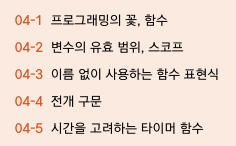 04-1 프로그래밍의 꽃, 함수
04-2 변수의 유효 범위, 스코프
04-3 이름 없이 사용하는 함수 표현식
04-4 전개 구문
04-5 시간을 고려하는 타이머 함수